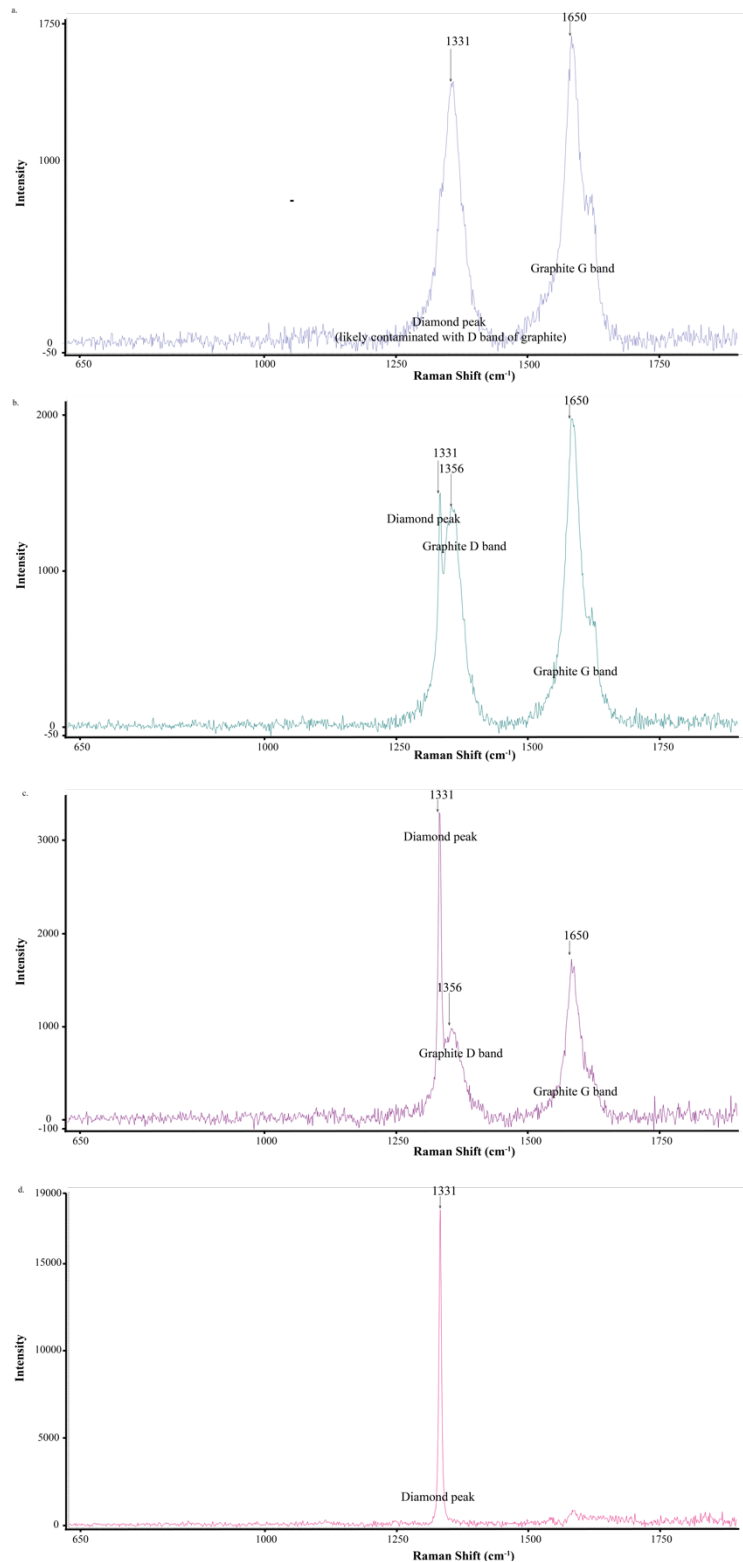 a.
1750
1331
1650
1000
Intensity
Graphite G band
Diamond peak
(likely contaminated with D band of graphite)
0
-50
650
1000
1250
1500
1750
Raman Shift (cm⁻¹)
b.
1650
2000
1331
1356
Diamond peak
Graphite D band
1000
Intensity
Graphite G band
0
-50
650
1000
1250
1500
1750
Raman Shift (cm⁻¹)
c.
1331
3000
Diamond peak
2000
1650
Intensity
1356
1000
Graphite D band
Graphite G band
0
-100
650
1000
1250
1500
1750
Raman Shift (cm⁻¹)
d.
1331
19000
15000
Intensity
10000
5000
Diamond peak
0
650
1000
1250
1500
1750
Raman Shift (cm⁻¹)